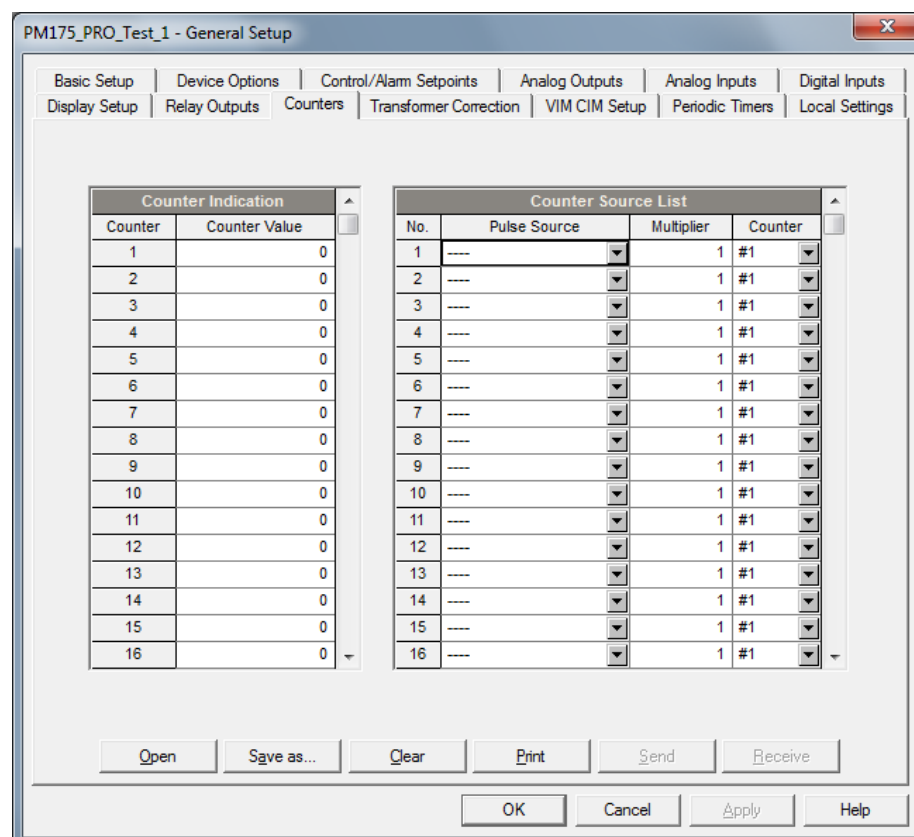 PM175_PRO_Test_1 - General Setup
Basic Setup Device Options Control/Alarm Setpoints Analog Outputs Analog Inputs Digital Inputs
Display Setup Relay Outputs Counters Transformer Correction VIM CIM Setup Periodic Timers Local Settings
Counter Indication Counter Source List
Counter Counter Value No. Pulse Source Multiplier Counter
1 0 1 ---- 1 #1
2 0 2 ---- 1 #1
3 0 3 ---- 1 #1
4 0 4 ---- 1 #1
5 0 5 ---- 1 #1
6 0 6 ---- 1 #1
7 0 7 ---- 1 #1
8 0 8 ---- 1 #1
9 0 9 ---- 1 #1
10 0 10 ---- 1 #1
11 0 11 ---- 1 #1
12 0 12 ---- 1 #1
13 0 13 ---- 1 #1
14 0 14 ---- 1 #1
15 0 15 ---- 1 #1
16 0 16 ---- 1 #1
Open Save as... Clear Print Send Receive
OK Cancel Apply Help